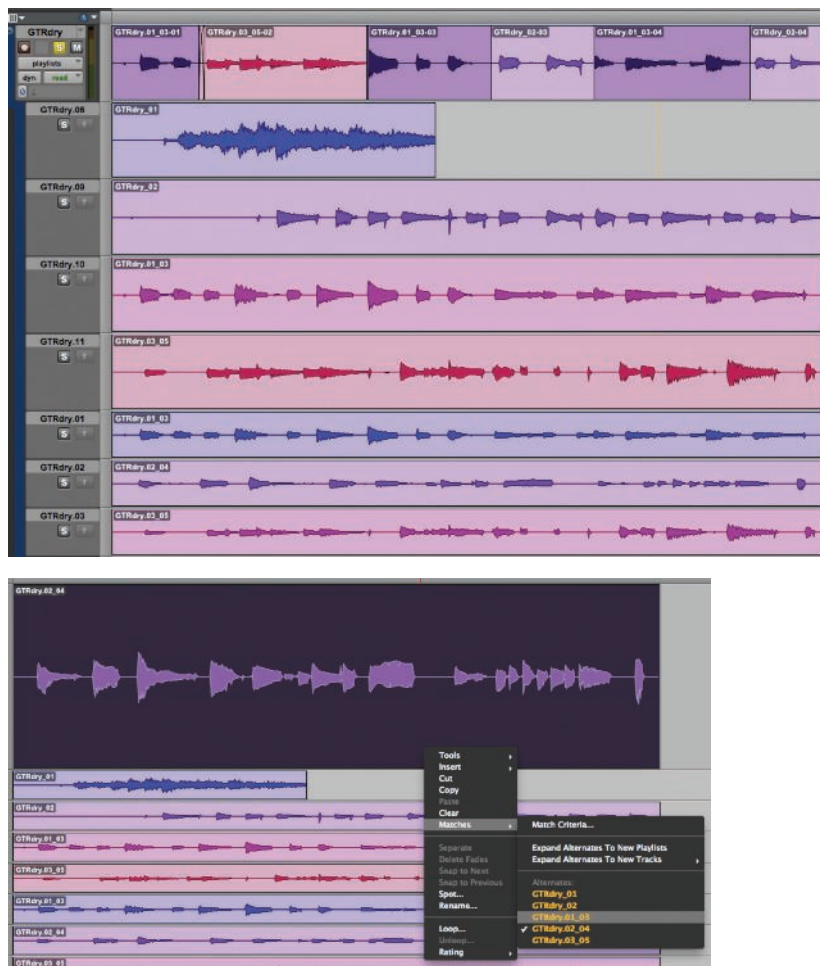 GTRdry
GTRdry.01_03-01
GTRdry.03_05-02
GTRdry.01_03-03
GTRdry_02-03
GTRdry.01_03-04
GTRdry_02-04
S M
playlists
dyn read
GTRdry.08
GTRdry_01
S
GTRdry.09
GTRdry_02
S
GTRdry.10
GTRdry.01_03
S
GTRdry.11
GTRdry.03_05
S
GTRdry.01
GTRdry.01_03
S
GTRdry.02
GTRdry.02_04
S
GTRdry.03
GTRdry.03_05
S
GTRdry.02_04
GTRdry_01
GTRdry_02
GTRdry.01_03
GTRdry.03_05
GTRdry.01_03
GTRdry.02_04
GTRdry.03_05
Tools
Insert
Cut
Copy
Paste
Clear
Matches
Separate
Delete Fades
Snap to Next
Snap to Previous
Spot...
Rename...
Loop...
Unloop...
Rating
Match Criteria...
Expand Alternates To New Playlists
Expand Alternates To New Tracks
Alternates:
GTRdry_01
GTRdry_02
GTRdry.01_03
✓ GTRdry.02_04
GTRdry.03_05